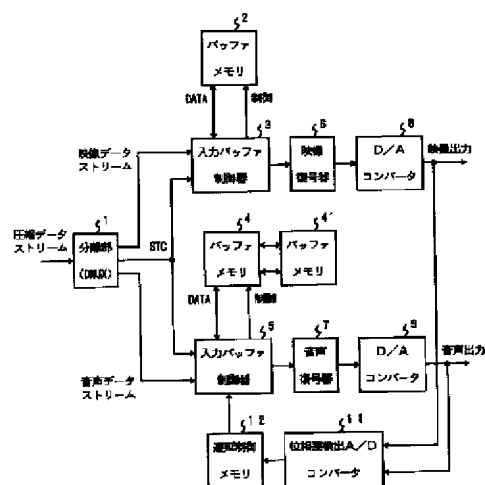 2
バッファ
メモリ
DATA
制御
3
6
8
映像データ
ストリーム
入力バッファ
制御器
映像
復号器
D/A
コンバータ
映像出力
1
圧縮データ
ストリーム
分離部
(DMUX)
STC
4
4'
バッファ
メモリ
バッファ
メモリ
DATA
制御
5
7
9
音声データ
ストリーム
入力バッファ
制御器
音声
復号器
D/A
コンバータ
音声出力
12
11
遅延制御
メモリ
位相差検出A/D
コンバータ